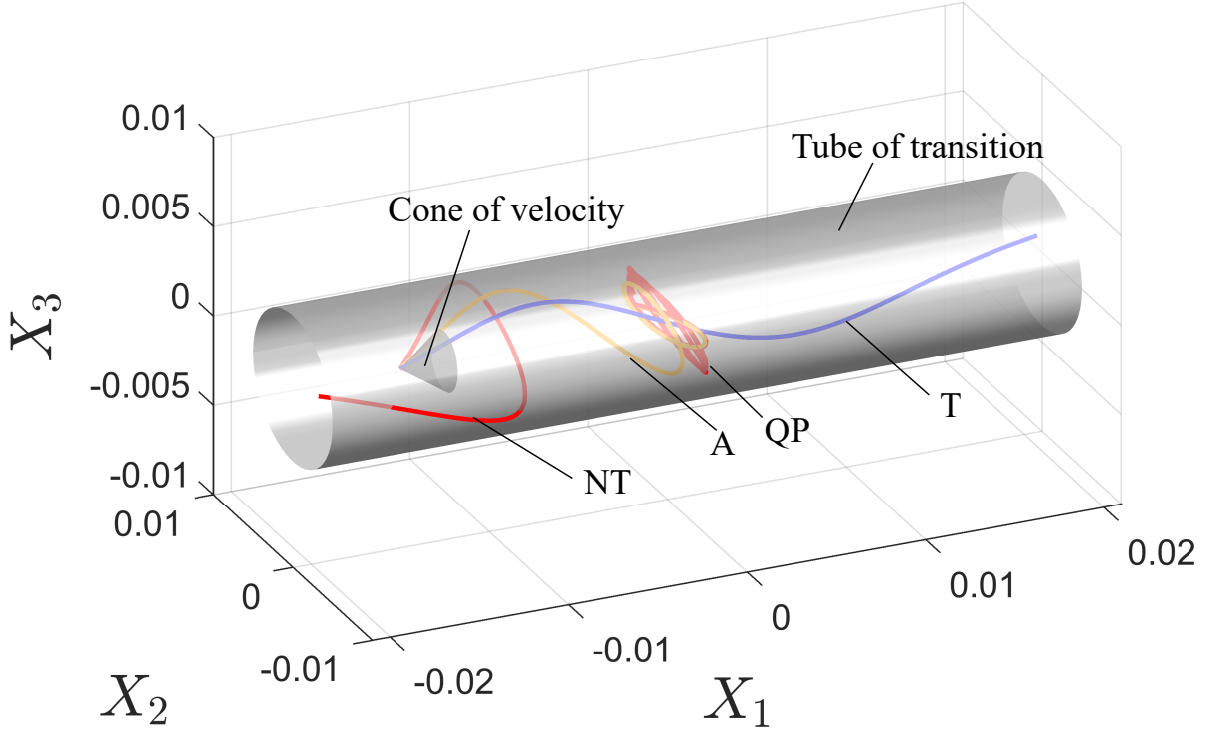 0.01
0.005
0
-0.005
-0.01
X3
Tube of transition
Cone of velocity
T
QP
A
NT
0.01
0
-0.01
X2
-0.02
-0.01
0
0.01
0.02
X1